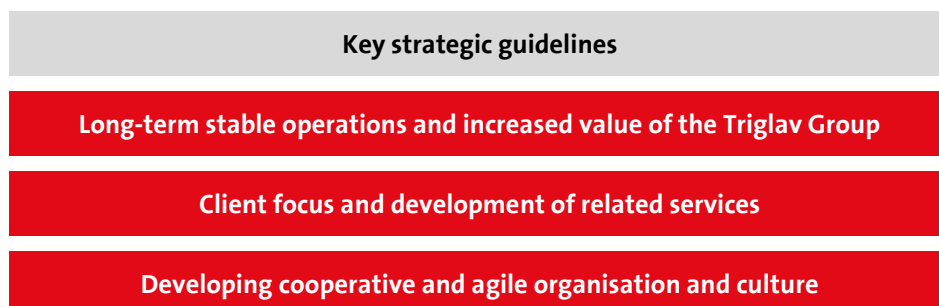 Key strategic guidelines
Long-term stable operations and increased value of the Triglav Group
Client focus and development of related services
Developing cooperative and agile organisation and culture